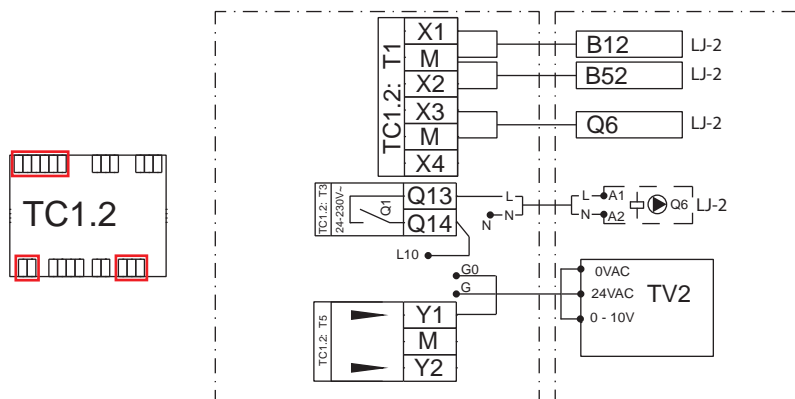 TC1.2
TC1.2: T1
X1
M
X2
X3
M
X4
B12 LJ-2
B52 LJ-2
Q6 LJ-2
TC1.2: T3
24-230V~
Q1
Q13
Q14
L
N
N
L10
L
N
A1
A2
Q6
LJ-2
G0
G
TC1.2: T5
Y1
M
Y2
0VAC
24VAC
0 - 10V
TV2